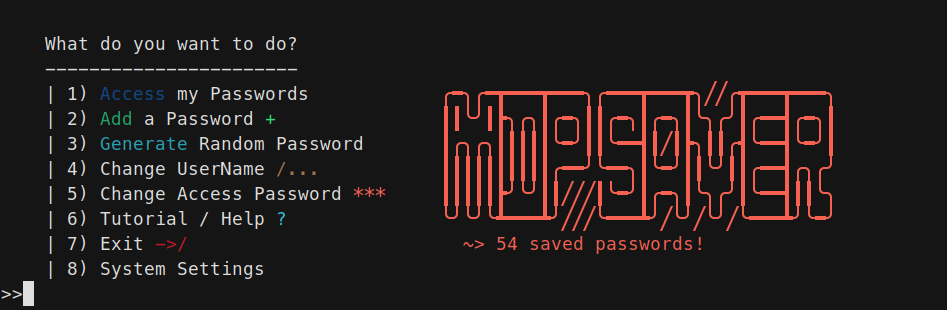 What do you want to do?
-----------------------
| 1) Access my Passwords
| 2) Add a Password +
| 3) Generate Random Password
| 4) Change UserName /...
| 5) Change Access Password ***
| 6) Tutorial / Help ?
| 7) Exit ->/
| 8) System Settings
~> 54 saved passwords!
>>